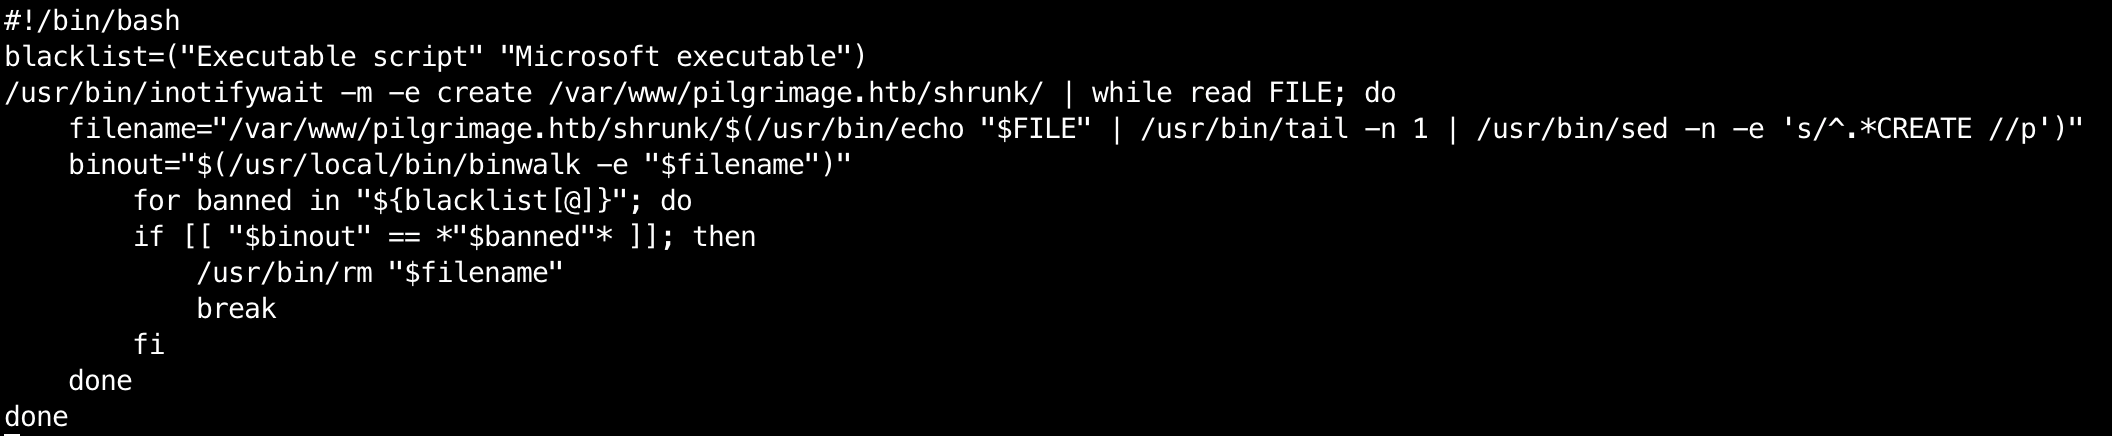 #!/bin/bash
blacklist=("Executable script" "Microsoft executable")
/usr/bin/inotifywait -m -e create /var/www/pilgrimage.htb/shrunk/ | while read FILE; do
    filename="/var/www/pilgrimage.htb/shrunk/$(/usr/bin/echo "$FILE" | /usr/bin/tail -n 1 | /usr/bin/sed -n -e 's/^.*CREATE //p')"
    binout="$(/usr/local/bin/binwalk -e "$filename")"
        for banned in "${blacklist[@]}"; do
        if [[ "$binout" == *"$banned"* ]]; then
            /usr/bin/rm "$filename"
            break
        fi
    done
done